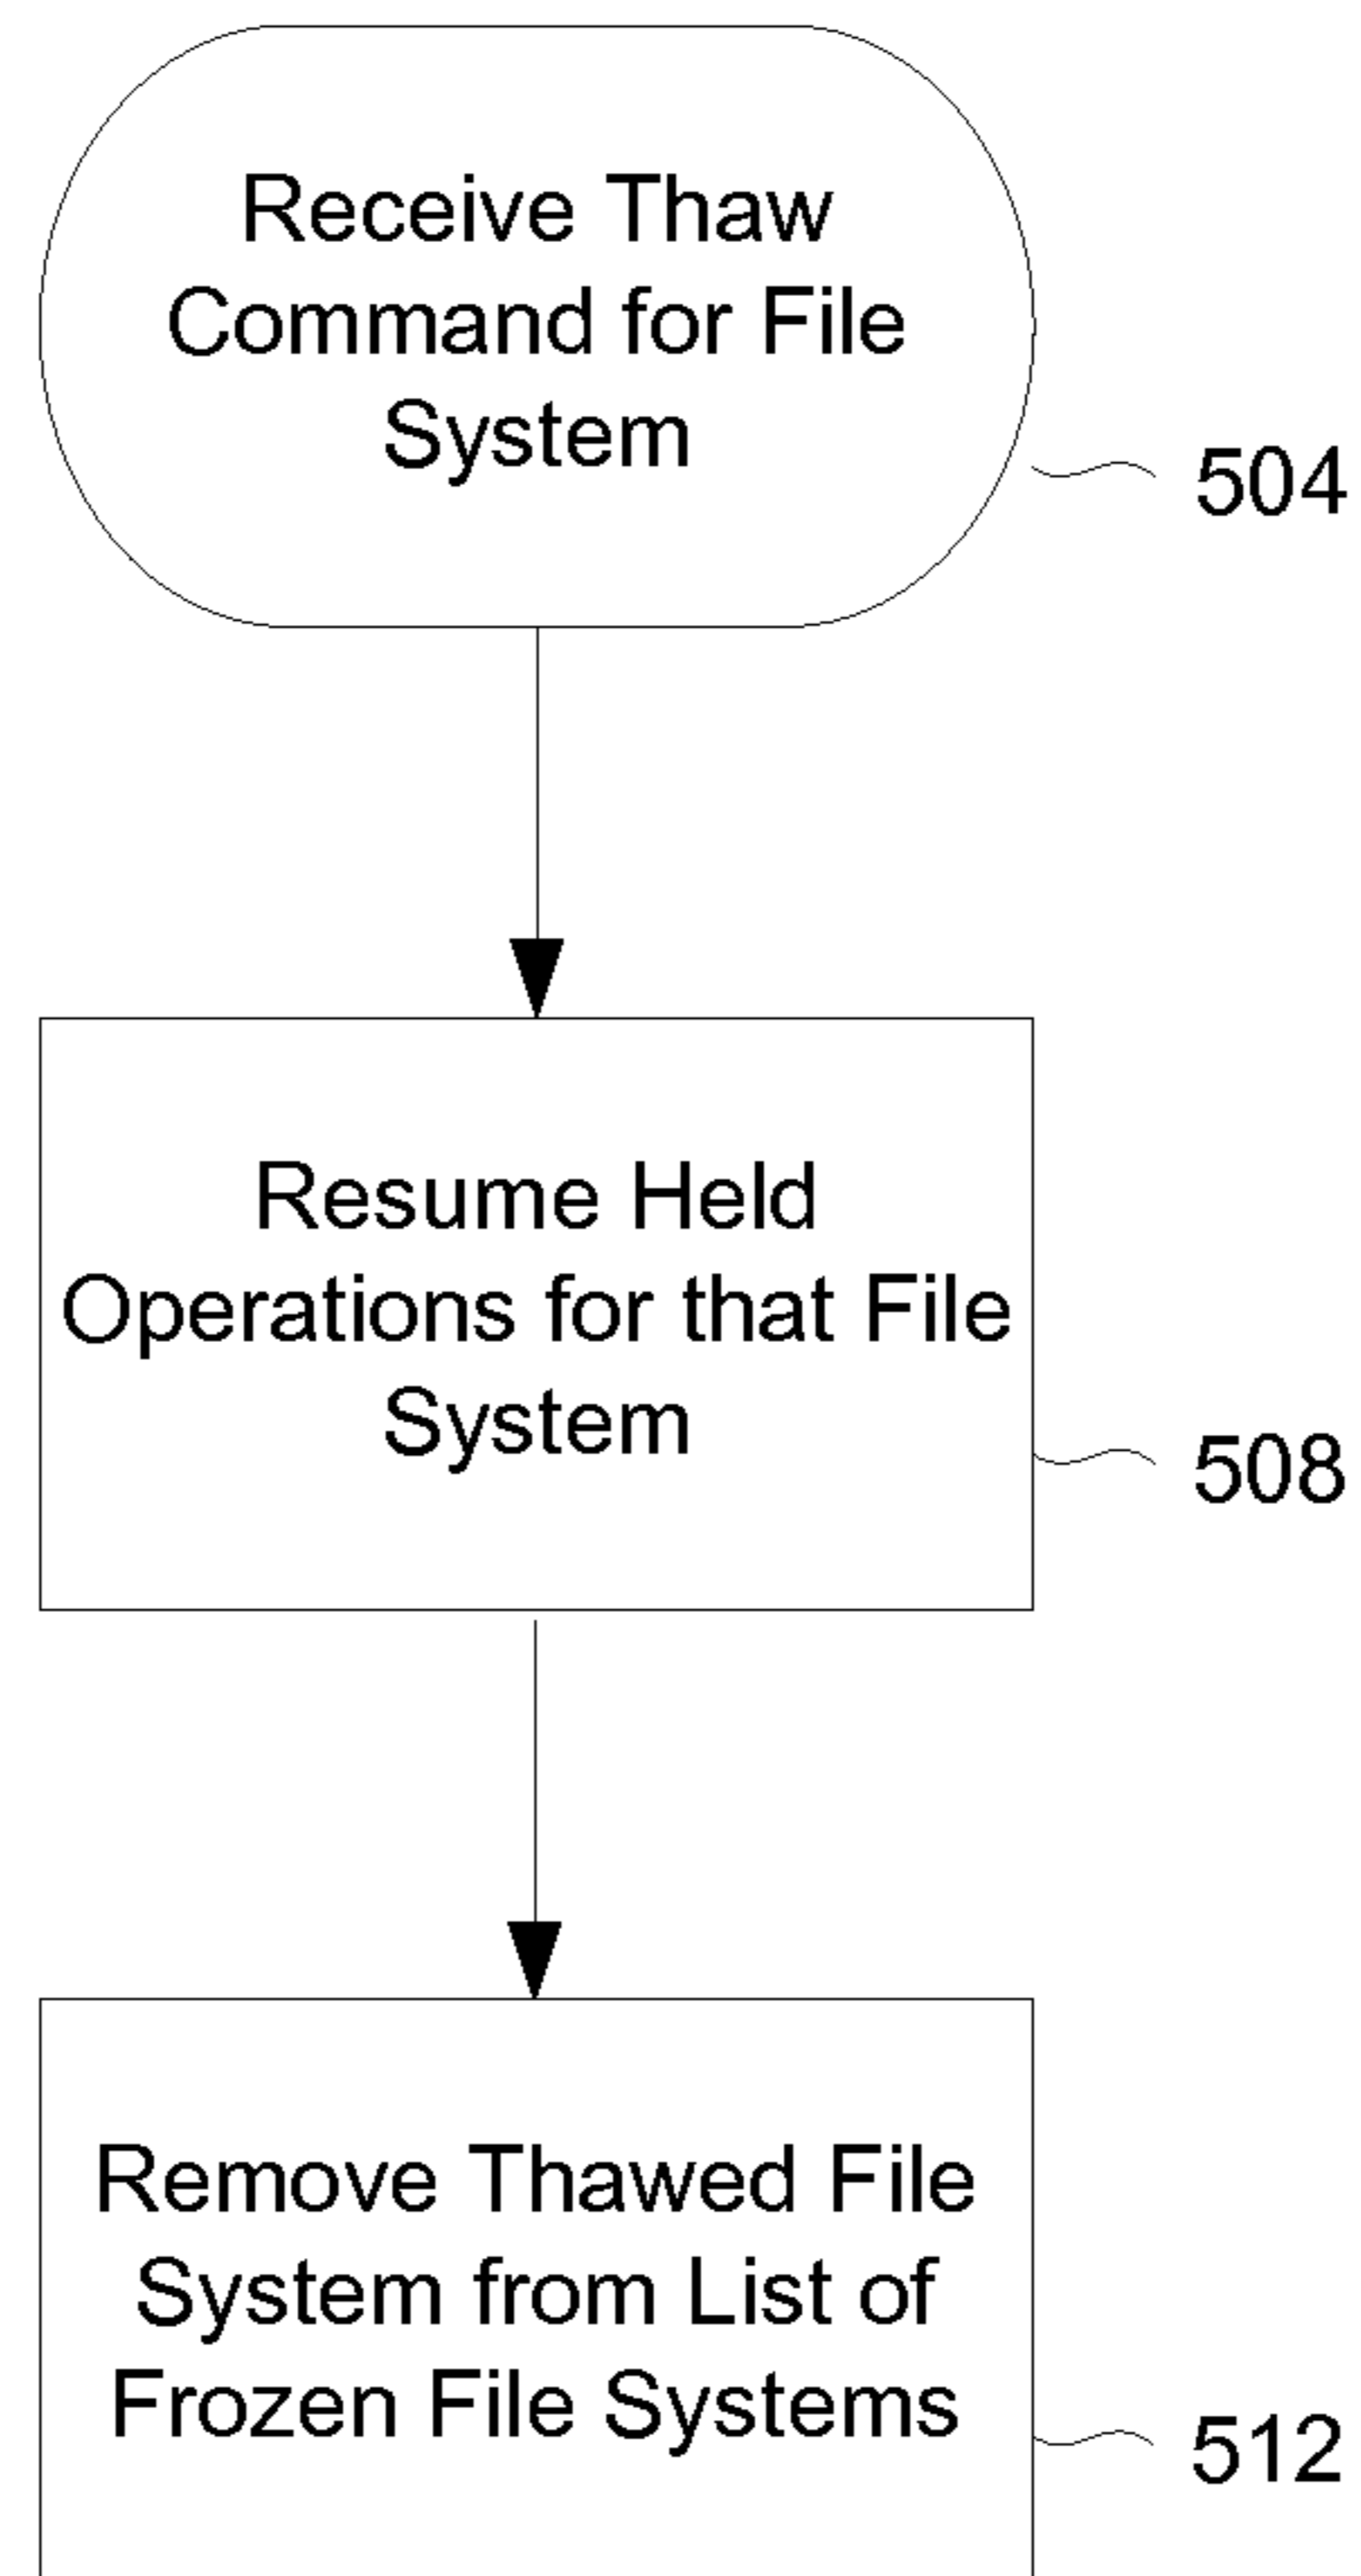 Receive Thaw
Command for File
System
504
Resume Held
Operations for that File
System
508
Remove Thawed File
System from List of
Frozen File Systems
512